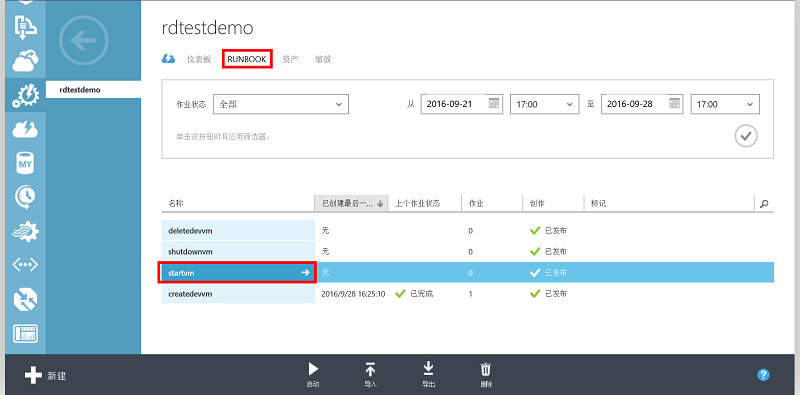 rdtestdemo
仪表板 RUNBOOK 资产 缩放
rdtestdemo
作业状态 全部 从 2016-09-21 17:00 至 2016-09-28 17:00
MY
单击该按钮时将应用筛选器。
名称 已创建最后一... 上个作业状态 作业 创作 标记
deletedevvm 无 0 已发布
shutdownvm 无 0 已发布
startvm 无 0 已发布
createdevvm 2016/9/28 16:25:10 已完成 1 已发布
新建 启动 导入 导出 删除 ?